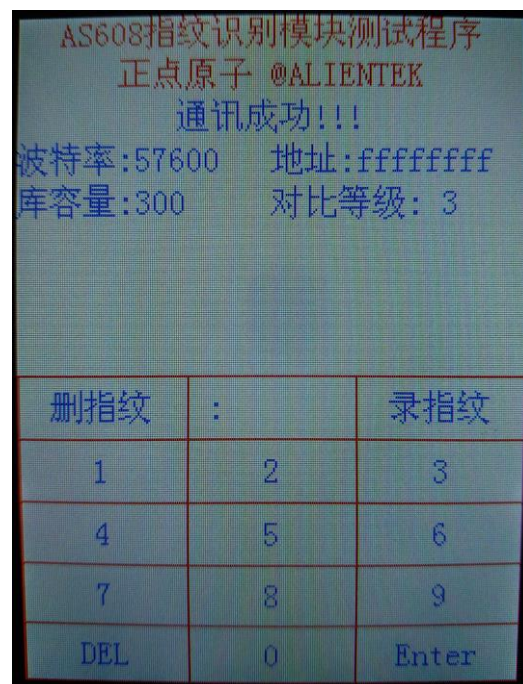 AS608指纹识别模块测试程序
正点原子 @ALIENTEK
通讯成功!!!
波特率:57600 地址:ffffffff
库容量:300 对比等级: 3
删指纹 : 录指纹
1 2 3
4 5 6
7 8 9
DEL 0 Enter